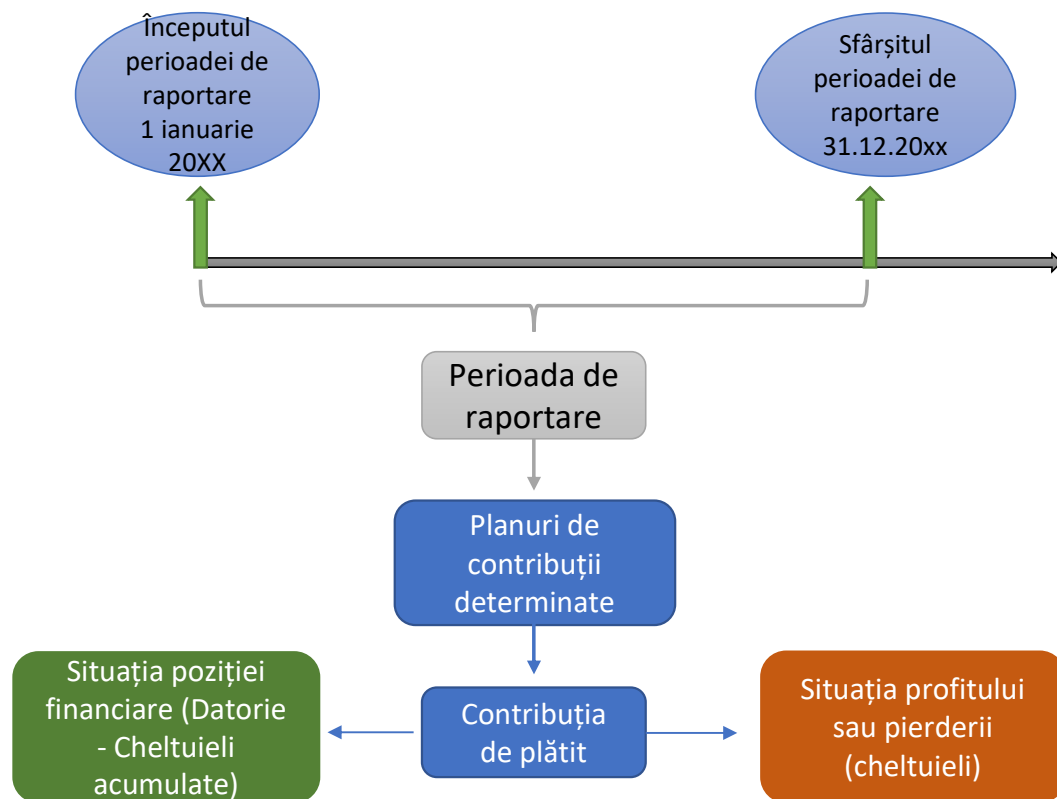 Începutul
perioadei de
raportare
1 ianuarie
20XX
Sfârșitul
perioadei de
raportare
31.12.20xx
Perioada de
raportare
Planuri de
contribuții
determinate
Situația poziției
financiare (Datorie
- Cheltuieli
acumulate)
Contribuția
de plătit
Situația profitului
sau pierderii
(cheltuieli)